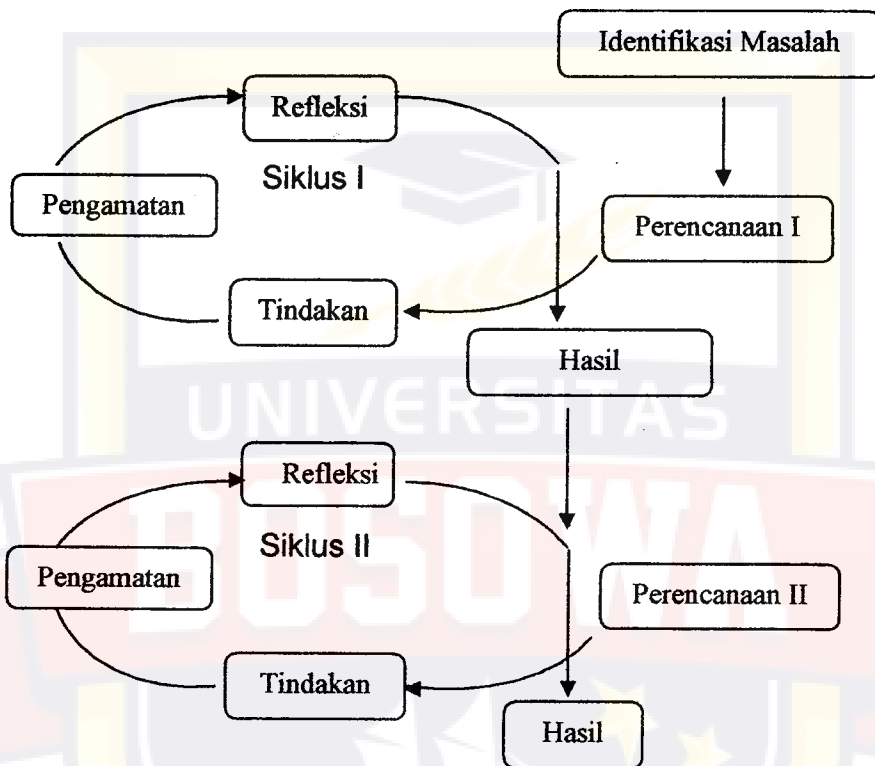 Identifikasi Masalah
Refleksi
Siklus I
Pengamatan
Perencanaan I
Tindakan
Hasil
UNIVERSITAS
Refleksi
BOSOWA
Siklus II
Pengamatan
Perencanaan II
Tindakan
Hasil